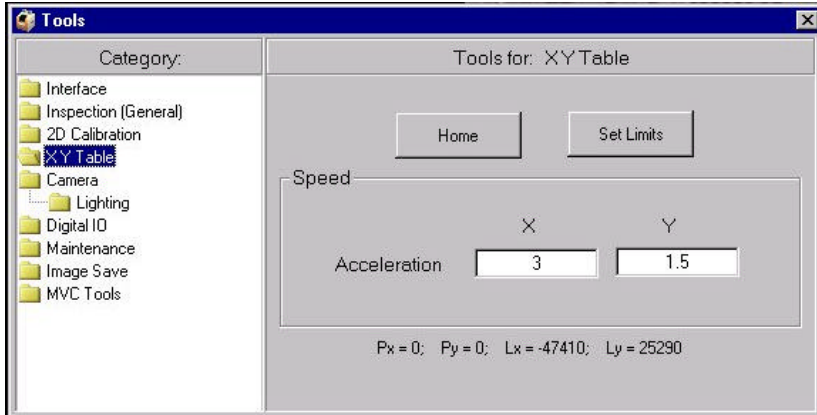 Tools
Category:
Interface
Inspection (General)
2D Calibration
XY Table
Camera
Lighting
Digital IO
Maintenance
Image Save
MVC Tools
Tools for: XY Table
Home
Set Limits
Speed
X Y
Acceleration 3 1.5
Px = 0; Py = 0; Lx = -47410; Ly = 25290